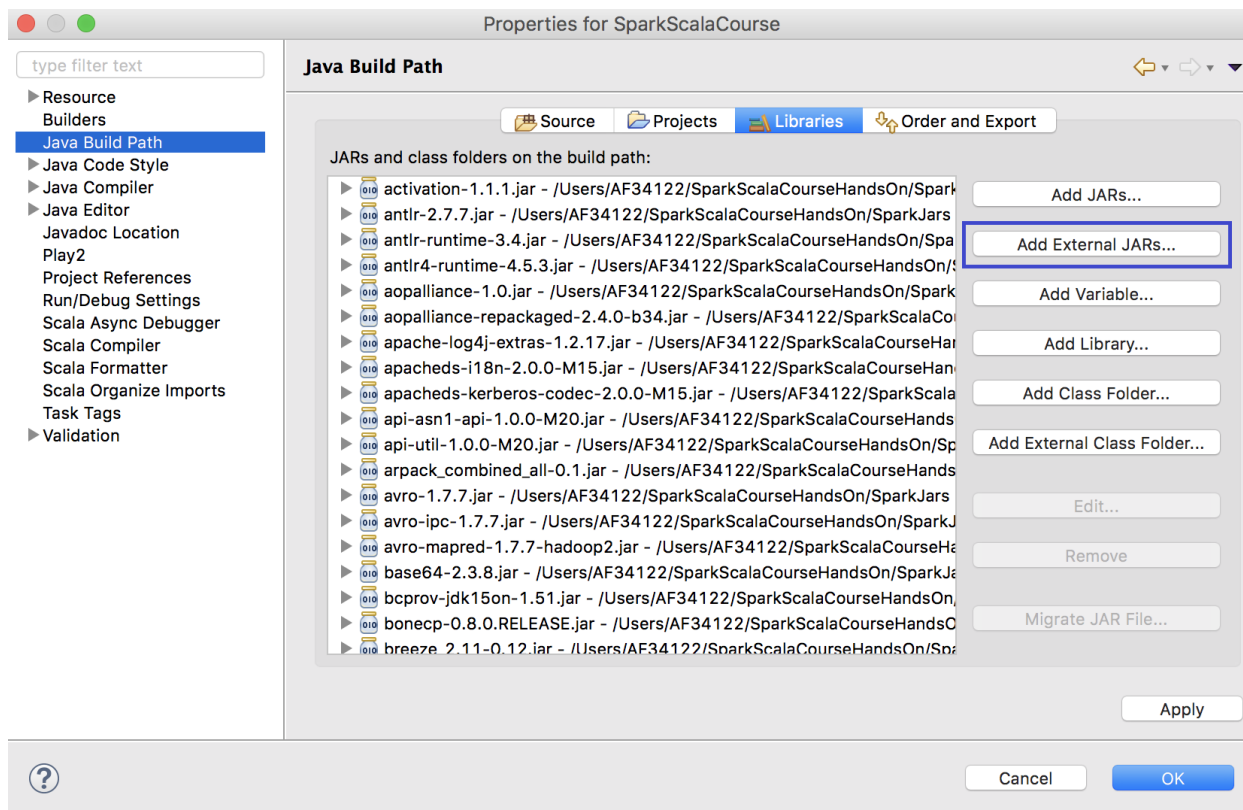 Properties for SparkScalaCourse
type filter text
Resource
Builders
Java Build Path
Java Code Style
Java Compiler
Java Editor
Javadoc Location
Play2
Project References
Run/Debug Settings
Scala Async Debugger
Scala Compiler
Scala Formatter
Scala Organize Imports
Task Tags
Validation
Java Build Path
Source Projects Libraries Order and Export
JARs and class folders on the build path:
activation-1.1.1.jar - /Users/AF34122/SparkScalaCourseHandsOn/Spark
antlr-2.7.7.jar - /Users/AF34122/SparkScalaCourseHandsOn/SparkJars
antlr-runtime-3.4.jar - /Users/AF34122/SparkScalaCourseHandsOn/Spa
antlr4-runtime-4.5.3.jar - /Users/AF34122/SparkScalaCourseHandsOn/S
aopalliance-1.0.jar - /Users/AF34122/SparkScalaCourseHandsOn/Spark
aopalliance-repackaged-2.4.0-b34.jar - /Users/AF34122/SparkScalaCou
apache-log4j-extras-1.2.17.jar - /Users/AF34122/SparkScalaCourseHan
apacheds-i18n-2.0.0-M15.jar - /Users/AF34122/SparkScalaCourseHan
apacheds-kerberos-codec-2.0.0-M15.jar - /Users/AF34122/SparkScala
api-asn1-api-1.0.0-M20.jar - /Users/AF34122/SparkScalaCourseHands
api-util-1.0.0-M20.jar - /Users/AF34122/SparkScalaCourseHandsOn/Sp
arpack_combined_all-0.1.jar - /Users/AF34122/SparkScalaCourseHands
avro-1.7.7.jar - /Users/AF34122/SparkScalaCourseHandsOn/SparkJars
avro-ipc-1.7.7.jar - /Users/AF34122/SparkScalaCourseHandsOn/SparkJ
avro-mapred-1.7.7-hadoop2.jar - /Users/AF34122/SparkScalaCourseHa
base64-2.3.8.jar - /Users/AF34122/SparkScalaCourseHandsOn/SparkJa
bcprov-jdk15on-1.51.jar - /Users/AF34122/SparkScalaCourseHandsOn/
bonecp-0.8.0.RELEASE.jar - /Users/AF34122/SparkScalaCourseHandsO
breeze_2.11-0.12.jar - /Users/AF34122/SparkScalaCourseHandsOn/Spa
Add JARs...
Add External JARs...
Add Variable...
Add Library...
Add Class Folder...
Add External Class Folder...
Edit...
Remove
Migrate JAR File...
Apply
? Cancel OK